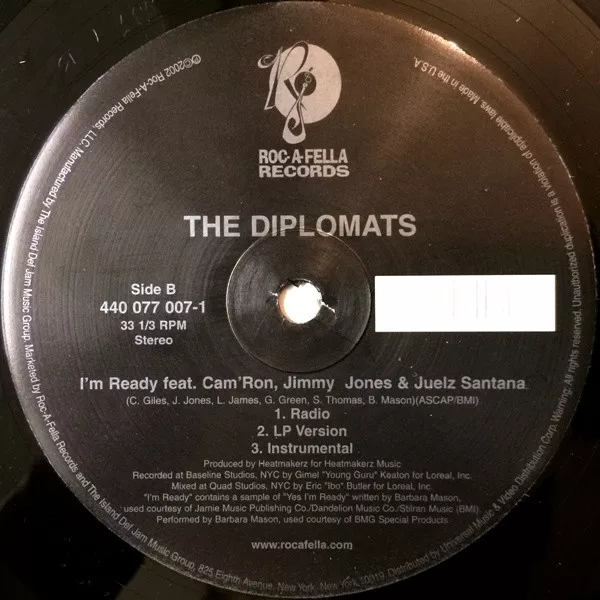 ROC-A-FELLA
RECORDS
THE DIPLOMATS
Side B
440 077 007-1
33 1/3 RPM
Stereo
I'm Ready feat. Cam'Ron, Jimmy Jones & Juelz Santana
(C. Giles, J. Jones, L. James, G. Green, S. Thomas, B. Mason)(ASCAP/BMI)
1. Radio
2. LP Version
3. Instrumental
Produced by Heatmakerz for Heatmakerz Music
Recorded at Baseline Studios, NYC by Gimel "Young Guru" Keaton for Loreal, Inc.
Mixed at Quad Studios, NYC by Eric "Ibo" Butler for Loreal, Inc.
"I'm Ready" contains a sample of "Yes I'm Ready" written by Barbara Mason,
used courtesy of Jamie Music Publishing Co./Dandelion Music Co./Stilran Music (BMI)
Performed by Barbara Mason, used courtesy of BMG Special Products
www.rocafella.com
℗©2002 Roc-A-Fella Records, LLC. Manufactured by The Island Def Jam Music Group. Marketed by Roc-A-Fella Records and The Island Def Jam Music Group, 825 Eighth Avenue, New York, New York 10019. Distributed by Universal Music & Video Distribution Corp. Warning: All rights reserved. Unauthorized duplication is a violation of applicable laws. Made in the U.S.A.